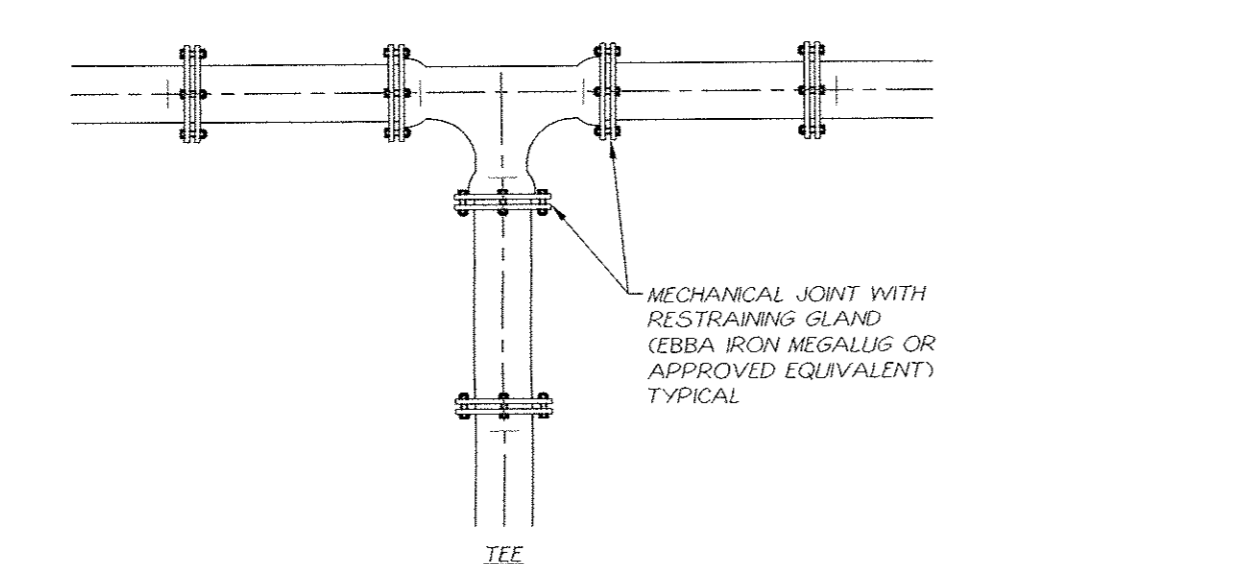 MECHANICAL JOINT WITH
RESTRAINING GLAND
(EBBA IRON MEGALUG OR
APPROVED EQUIVALENT)
TYPICAL
TEE